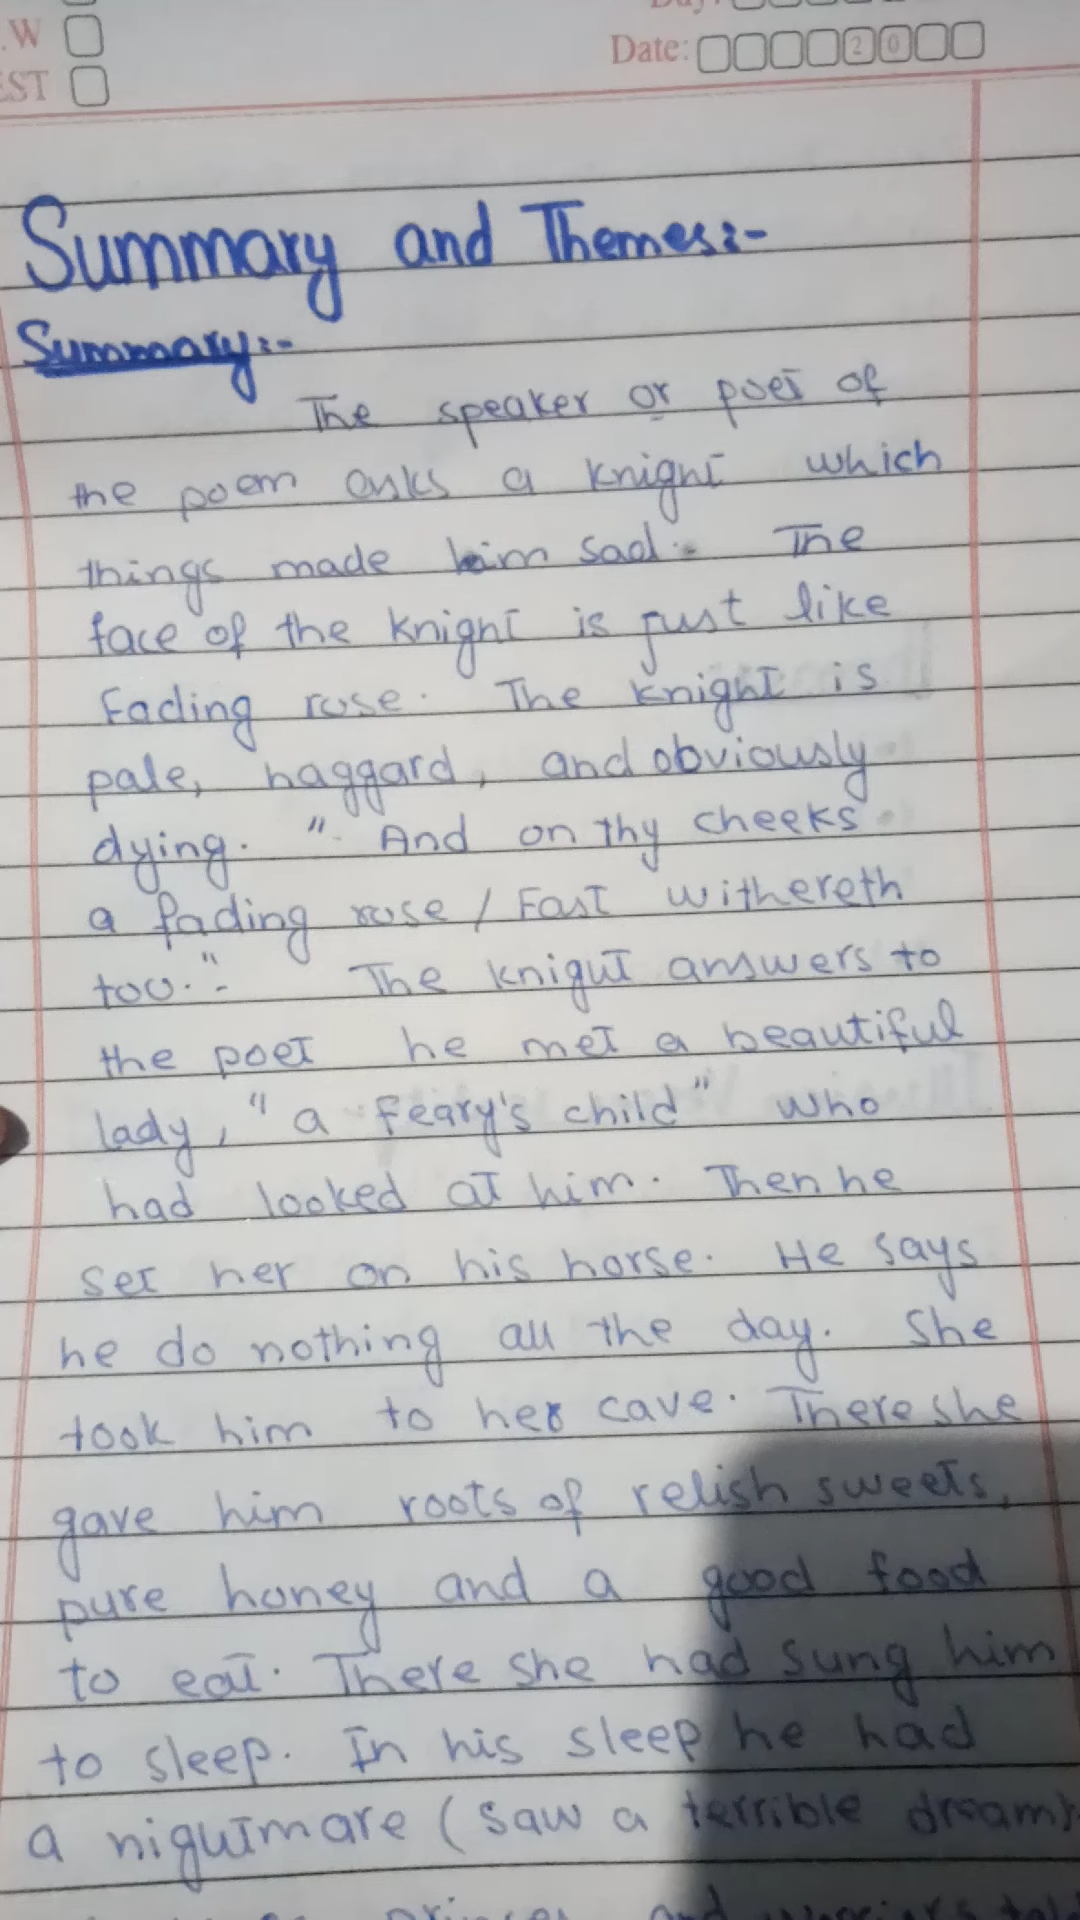 .W
Date: 20
EST
Summary and Themes:-
Summary:-
The speaker or poet of
the poem asks a knight which
things made him sad. The
face of the knight is just like
Fading rose. The knight is
pale, haggard, and obviously
dying. " And on thy cheeks
a fading rose / Fast withereth
too." The knight answers to
the poet he met a beautiful
lady, "a feary's child" who
had looked at him. Then he
set her on his horse. He says
he do nothing all the day. She
took him to her cave. There she
gave him roots of relish sweets,
pure honey and a good food
to eat. There she had sung him
to sleep. In his sleep he had
a nightmare (saw a terrible dream)
and